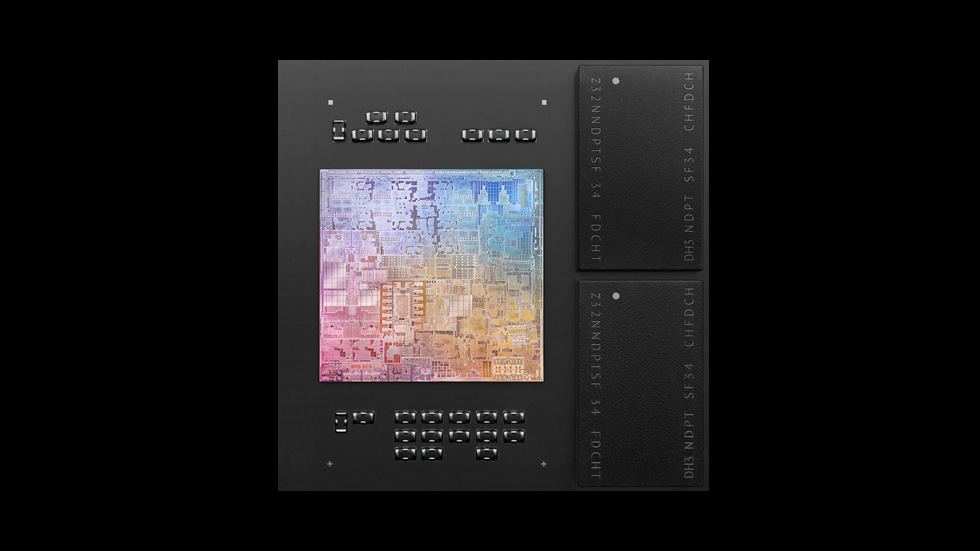 Z32NNDPTSF 34 FDCHT
DH3 NDPT SF34 CHFDCH
Z32NNDPTSF 34 FDCHT
DH3 NDPT SF34 CHFDCH